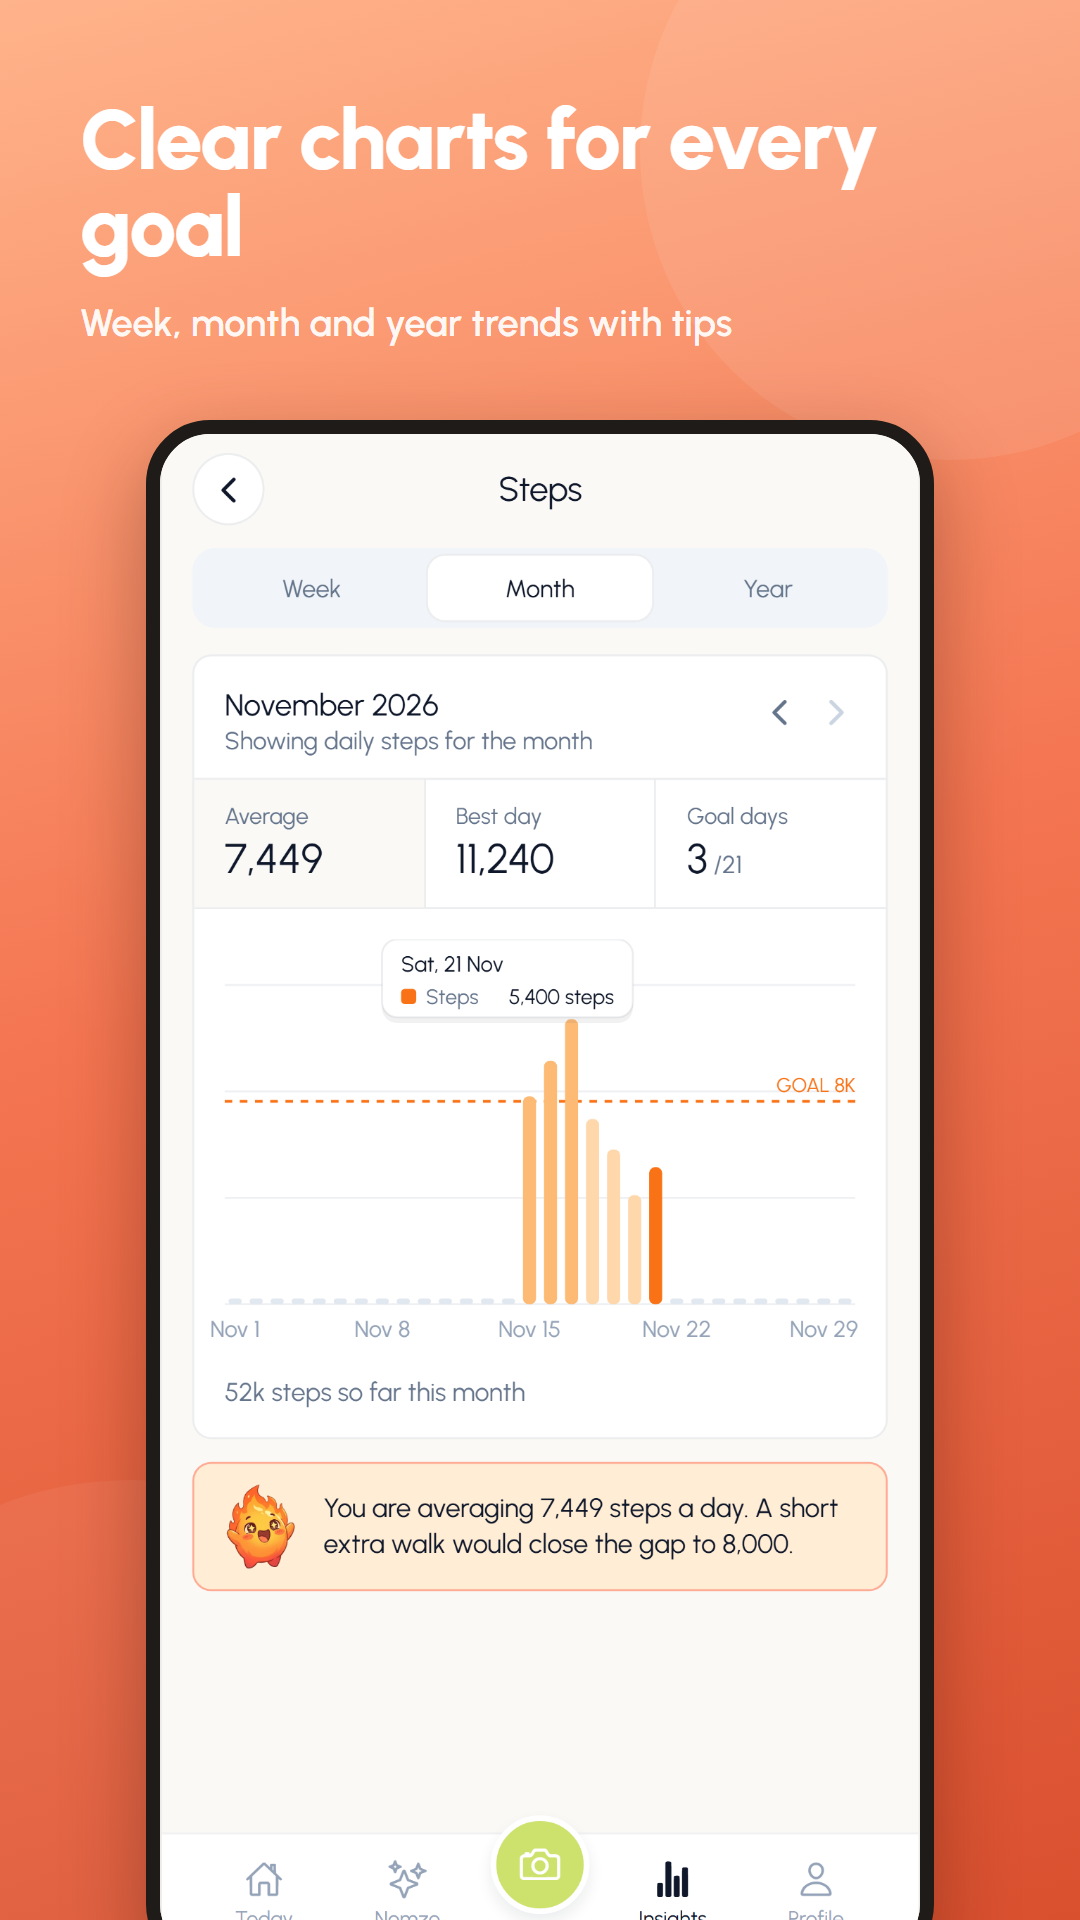 Clear charts for every
goal
Week, month and year trends with tips
Steps
Week
Month
Year
November 2026
Showing daily steps for the month
Average
Best day
Goal days
7,449
11,240
3 /21
Sat, 21 Nov
Steps 5,400 steps
GOAL 8K
Nov 1
Nov 8
Nov 15
Nov 22
Nov 29
52k steps so far this month
You are averaging 7,449 steps a day. A short
extra walk would close the gap to 8,000.
Today
Nomzo
Insights
Profile